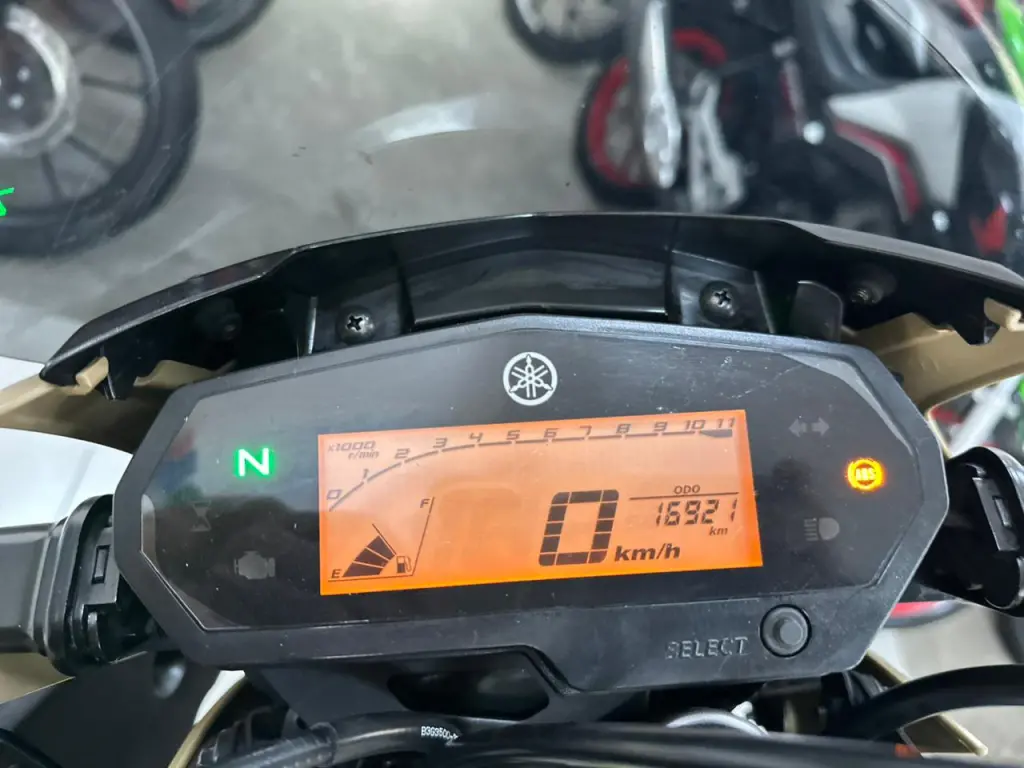 x1000
r/min
0 1 2 3 4 5 6 7 8 9 10 11
N
F
E
ODO
16921
km
0 km/h
ABS
SELECT